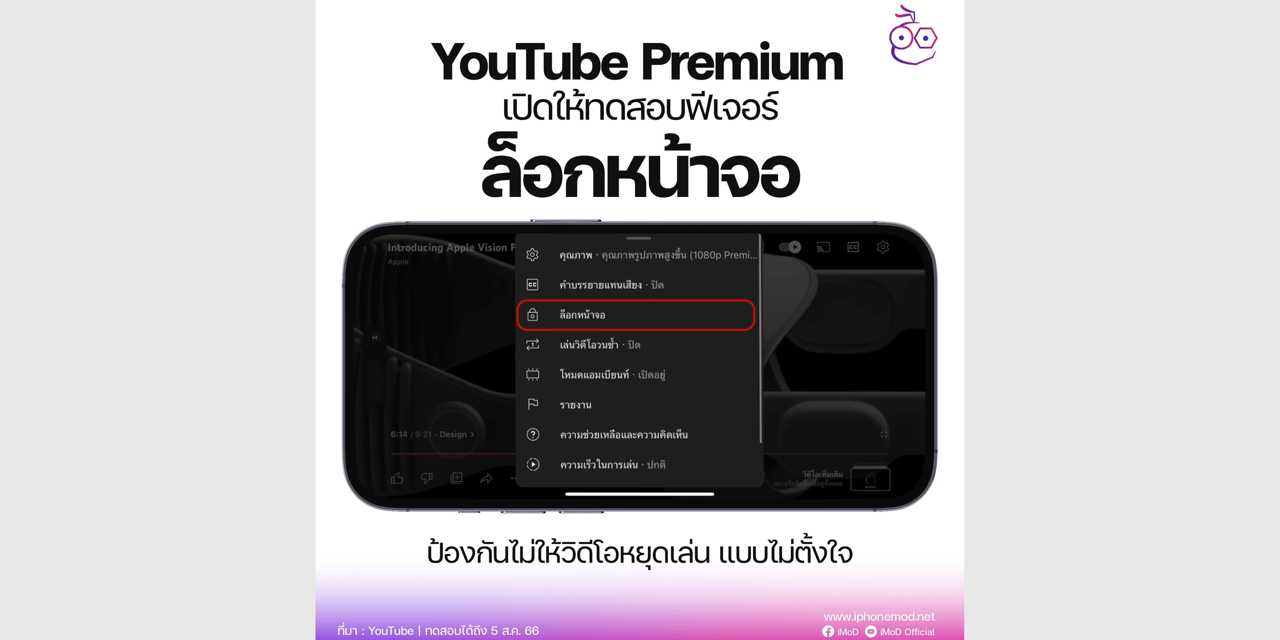 YouTube Premium
เปิดให้ทดสอบฟีเจอร์
ล็อกหน้าจอ
Introducing Apple Vision P
Apple
คุณภาพ · คุณภาพรูปภาพสูงขึ้น (1080p Premi...
คำบรรยายแทนเสียง · ปิด
ล็อกหน้าจอ
เล่นวิดีโอวนซ้ำ · ปิด
โหมดแอมเบียนท์ · เปิดอยู่
รายงาน
ความช่วยเหลือและความคิดเห็น
ความเร็วในการเล่น · ปกติ
6:14 / 9:21 · Design >
วิดีโอเพิ่มเติม
ป้องกันไม่ให้วิดีโอหยุดเล่น แบบไม่ตั้งใจ
www.iphonemod.net
ที่มา : YouTube | ทดสอบได้ถึง 5 ส.ค. 66
iMoD iMoD Official